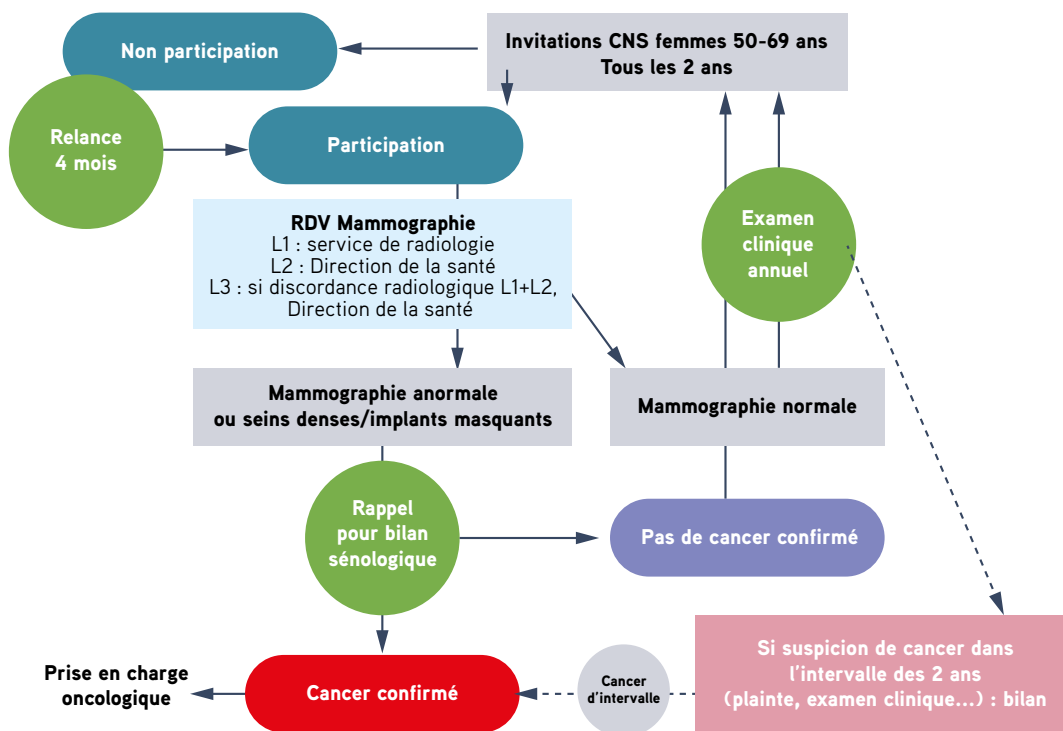 Invitations CNS femmes 50-69 ans
Tous les 2 ans
Non participation
Relance
4 mois
Participation
RDV Mammographie
L1 : service de radiologie
L2 : Direction de la santé
L3 : si discordance radiologique L1+L2,
Direction de la santé
Examen
clinique
annuel
Mammographie anormale
ou seins denses/implants masquants
Mammographie normale
Rappel
pour bilan
sénologique
Pas de cancer confirmé
Si suspicion de cancer dans
l'intervalle des 2 ans
(plainte, examen clinique...) : bilan
Cancer
d'intervalle
Cancer confirmé
Prise en charge
oncologique